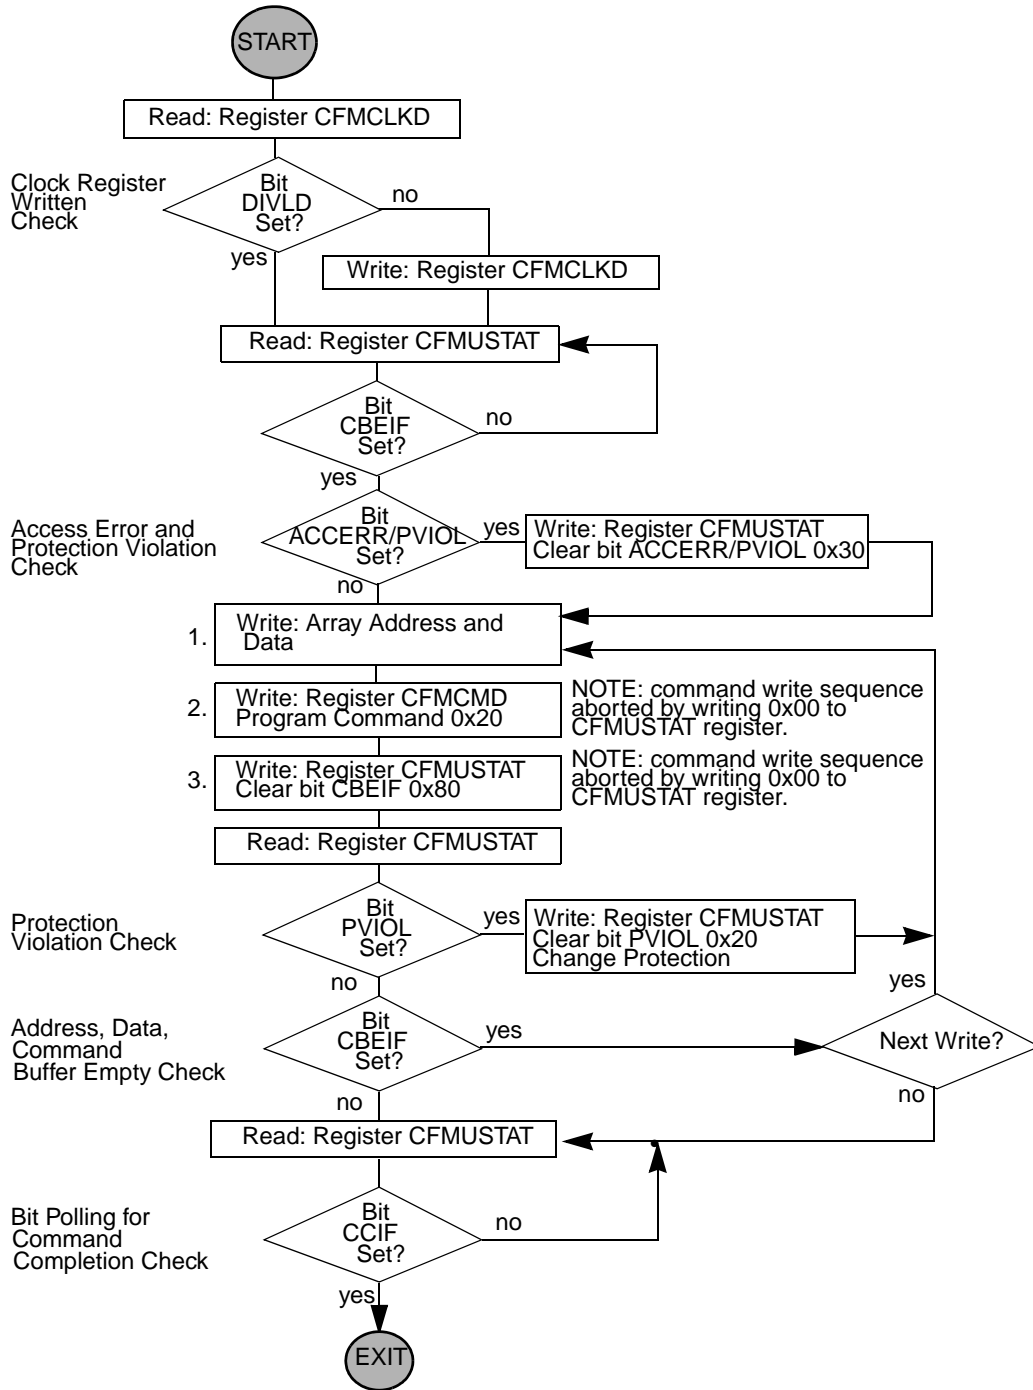 START
Read: Register CFMCLKD
Clock Register
Written
Check
Bit
DIVLD
Set?
no
yes
Write: Register CFMCLKD
Read: Register CFMUSTAT
Bit
CBEIF
Set?
no
yes
Access Error and
Protection Violation
Check
Bit
ACCERR/PVIOL
Set?
yes
Write: Register CFMUSTAT
Clear bit ACCERR/PVIOL 0x30
no
1.
Write: Array Address and
Data
2.
Write: Register CFMCMD
Program Command 0x20
NOTE: command write sequence
aborted by writing 0x00 to
CFMUSTAT register.
3.
Write: Register CFMUSTAT
Clear bit CBEIF 0x80
NOTE: command write sequence
aborted by writing 0x00 to
CFMUSTAT register.
Read: Register CFMUSTAT
Protection
Violation Check
Bit
PVIOL
Set?
yes
Write: Register CFMUSTAT
Clear bit PVIOL 0x20
Change Protection
no
yes
Address, Data,
Command
Buffer Empty Check
Bit
CBEIF
Set?
yes
Next Write?
no
no
Read: Register CFMUSTAT
Bit Polling for
Command
Completion Check
Bit
CCIF
Set?
no
yes
EXIT